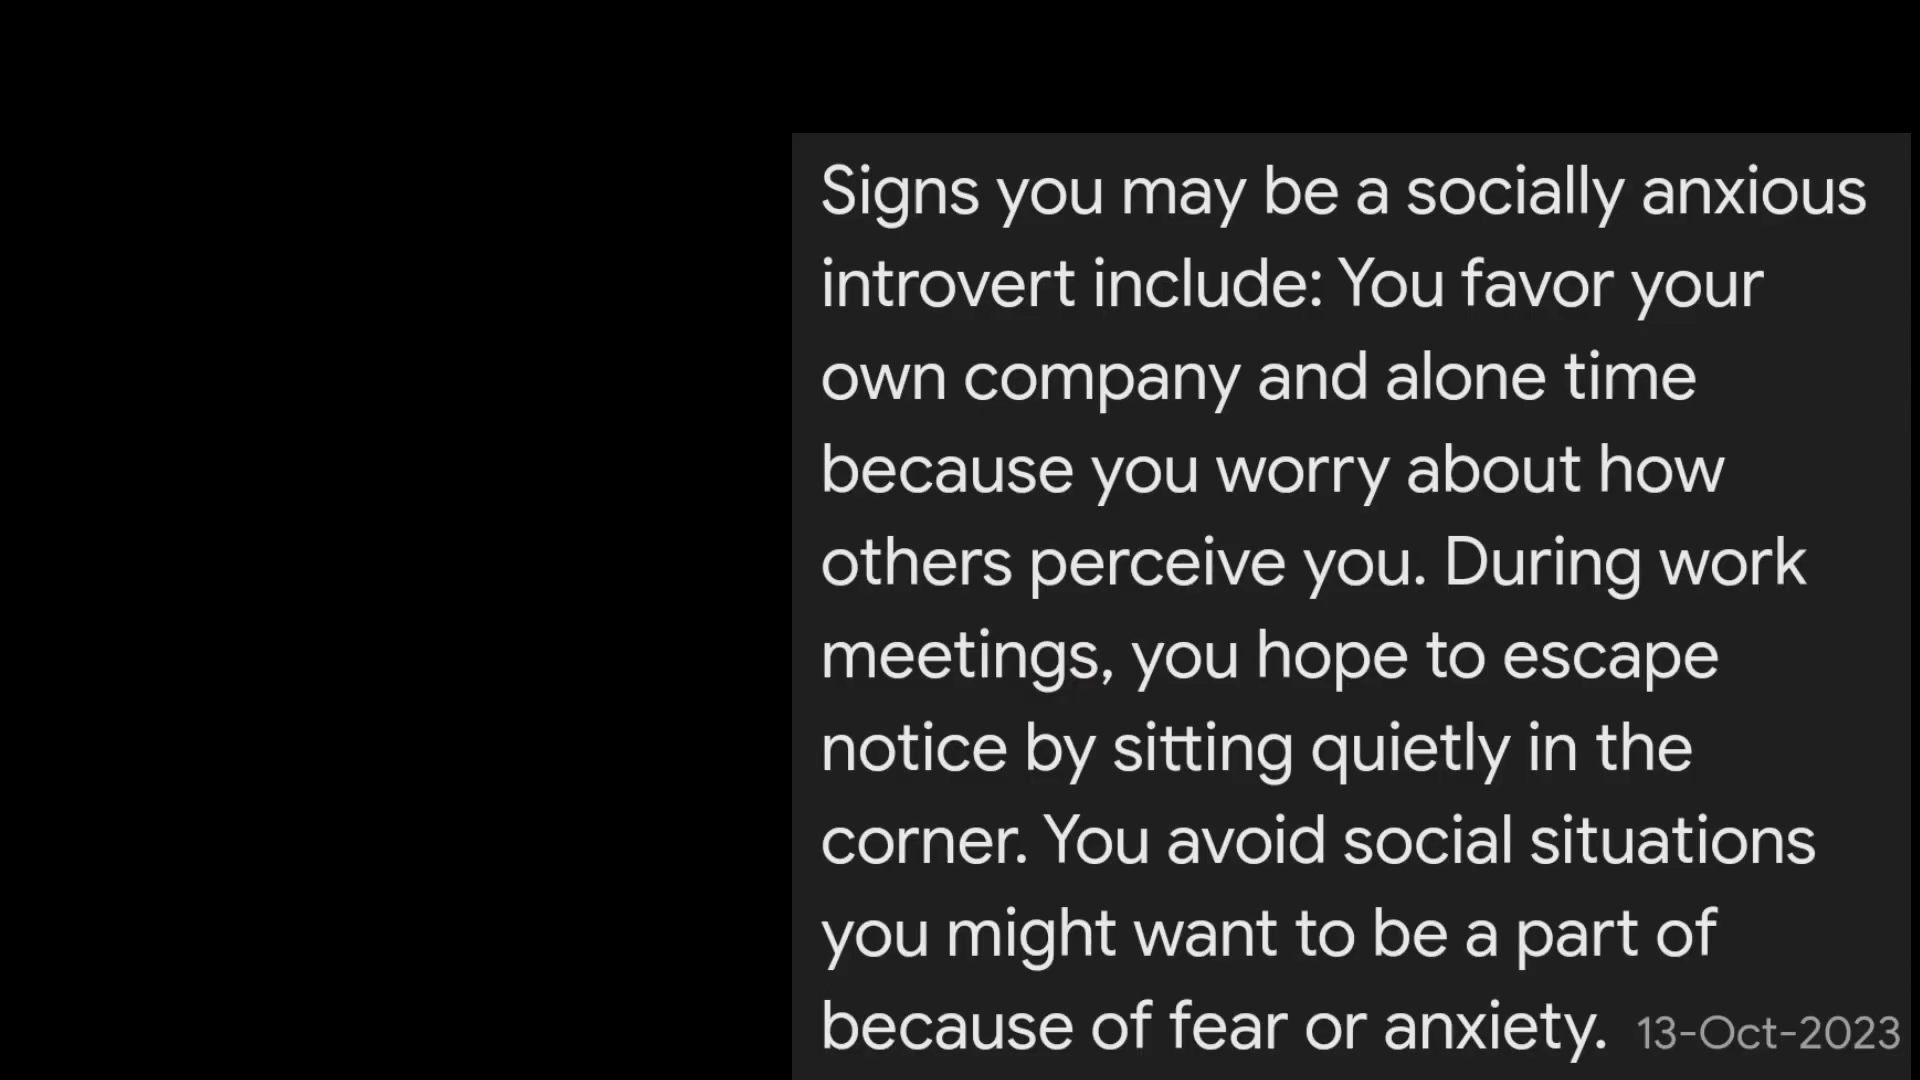 Signs you may be a socially anxious
introvert include: You favor your
own company and alone time
because you worry about how
others perceive you. During work
meetings, you hope to escape
notice by sitting quietly in the
corner. You avoid social situations
you might want to be a part of
because of fear or anxiety. 13-Oct-2023